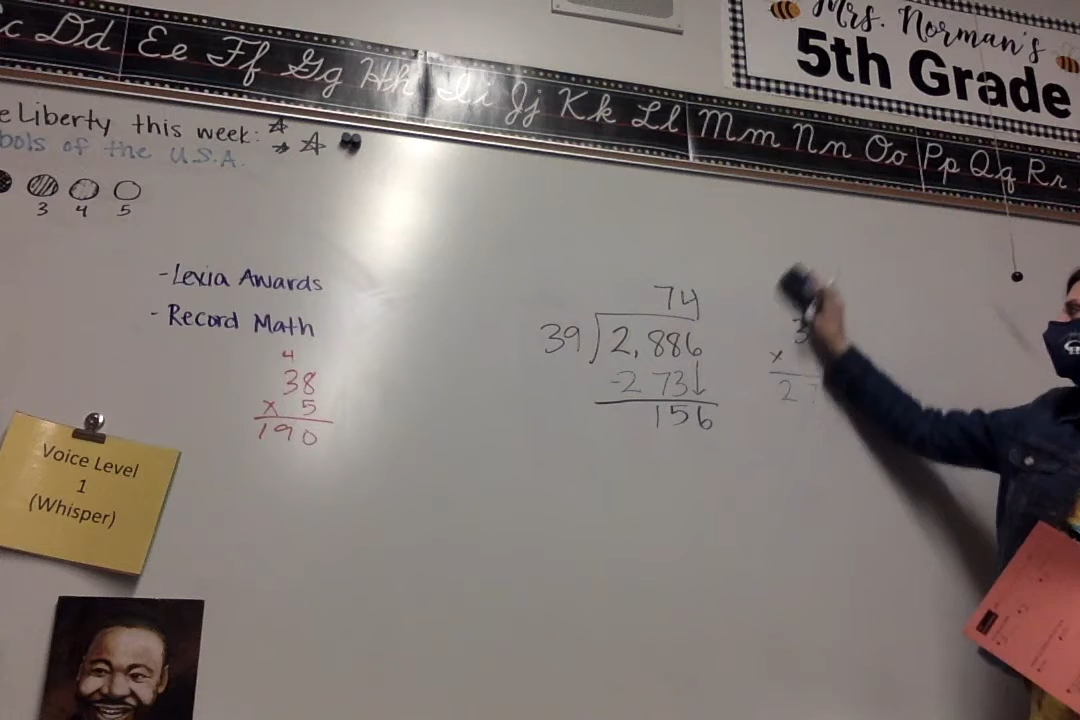 c Dd Ee Ff Gg Hh Ii Jj Kk Ll Mm Nn Oo Pp Qq Rr
Mrs. Norman's
5th Grade
e Liberty this week:
bols of the U.S.A.
3 4 5
- Lexia Awards
- Record Math
4
38
x 5
190
74
39 2,886
-273
156
x
2
Voice Level
1
(Whisper)